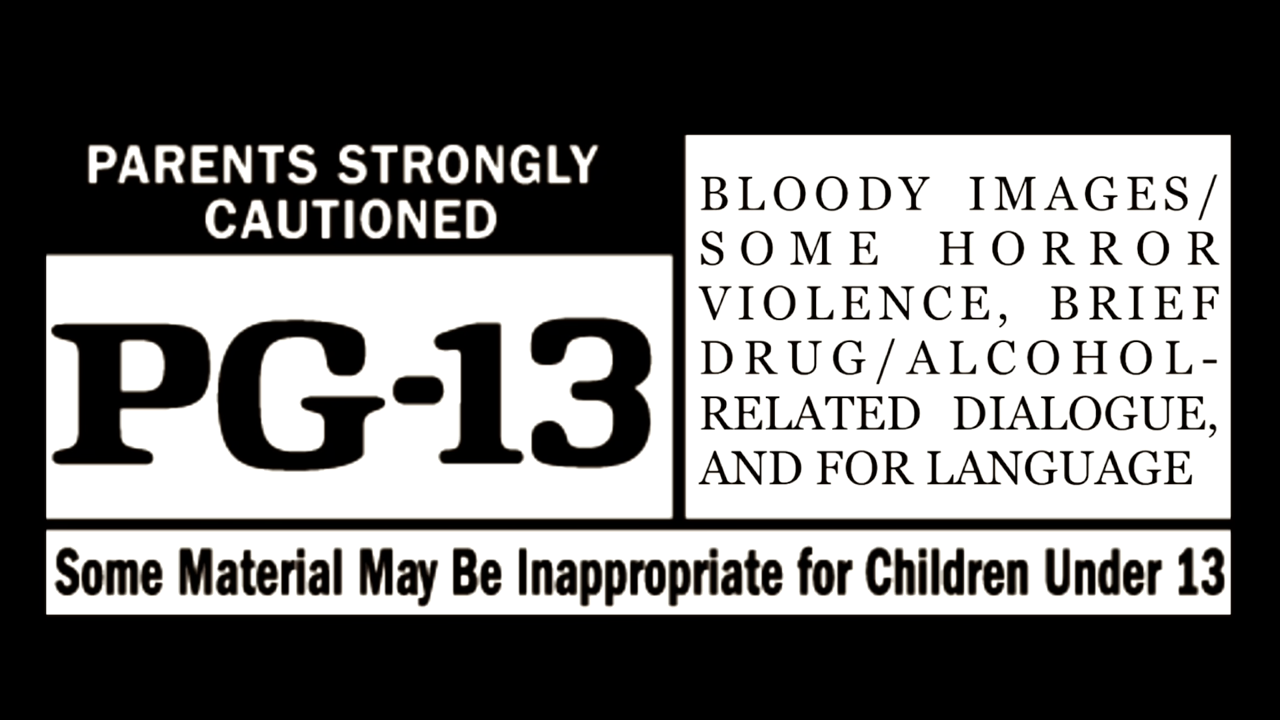 PARENTS STRONGLY
CAUTIONED
PG-13
BLOODY IMAGES/
SOME HORROR
VIOLENCE, BRIEF
DRUG/ALCOHOL-
RELATED DIALOGUE,
AND FOR LANGUAGE
Some Material May Be Inappropriate for Children Under 13